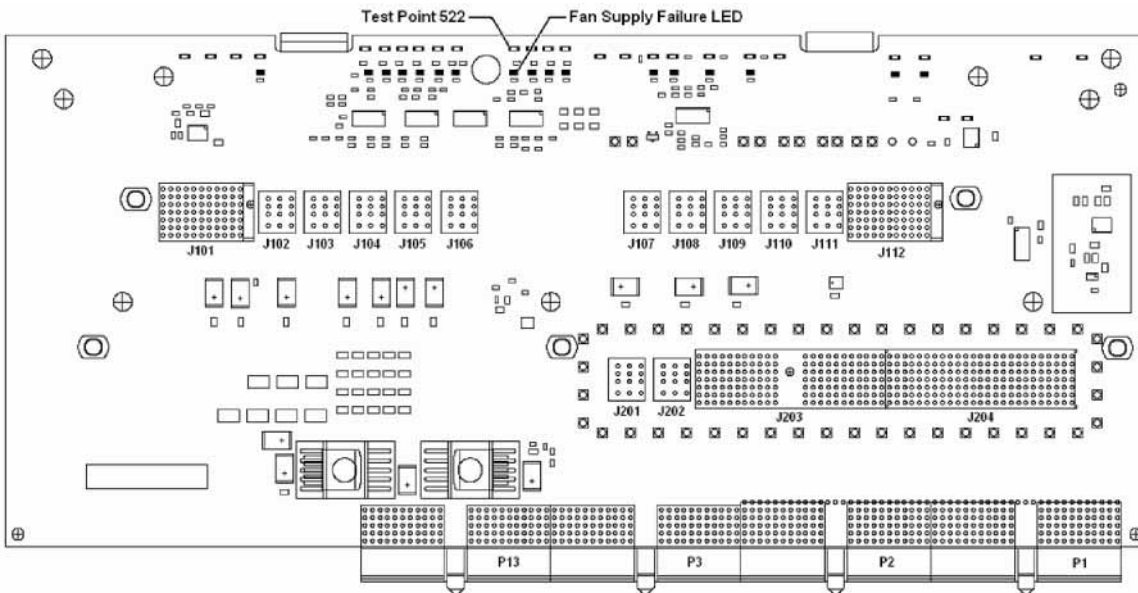 Test Point 522 Fan Supply Failure LED
J101 J102 J103 J104 J105 J106 J107 J108 J109 J110 J111 J112
J201 J202 J203 J204
P13 P3 P2 P1